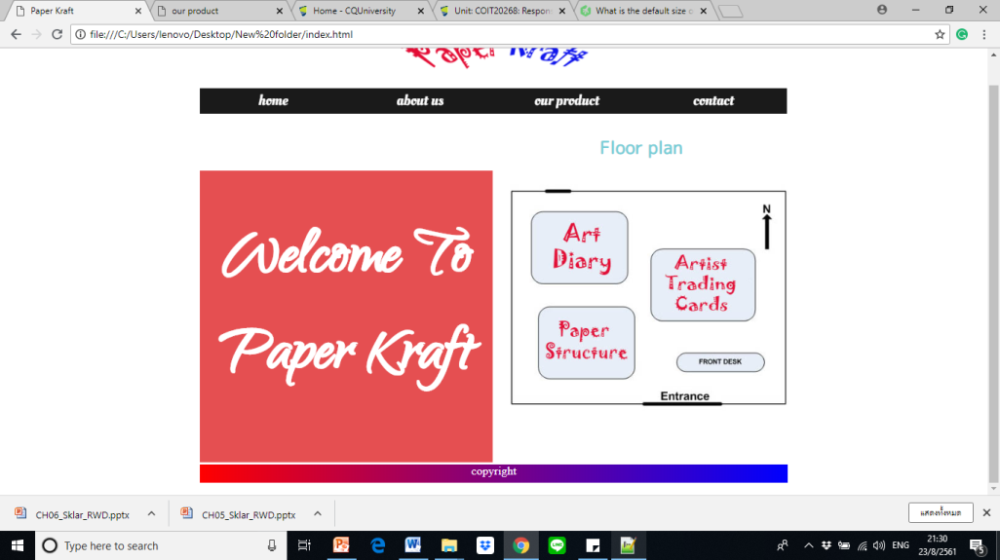 Paper Kraft
our product
Home - CQUniversity
Unit: COIT20268: Respon
What is the default size o
file:///C:/Users/lenovo/Desktop/New%20folder/index.html
Paper Kraft
home about us our product contact
Floor plan
Welcome To
Paper Kraft
N
Art
Diary
Artist
Trading
Cards
Paper
Structure
FRONT DESK
Entrance
copyright
CH06_Sklar_RWD.pptx
CH05_Sklar_RWD.pptx
แสดงทั้งหมด
Type here to search
ENG
21:30
23/8/2561
5